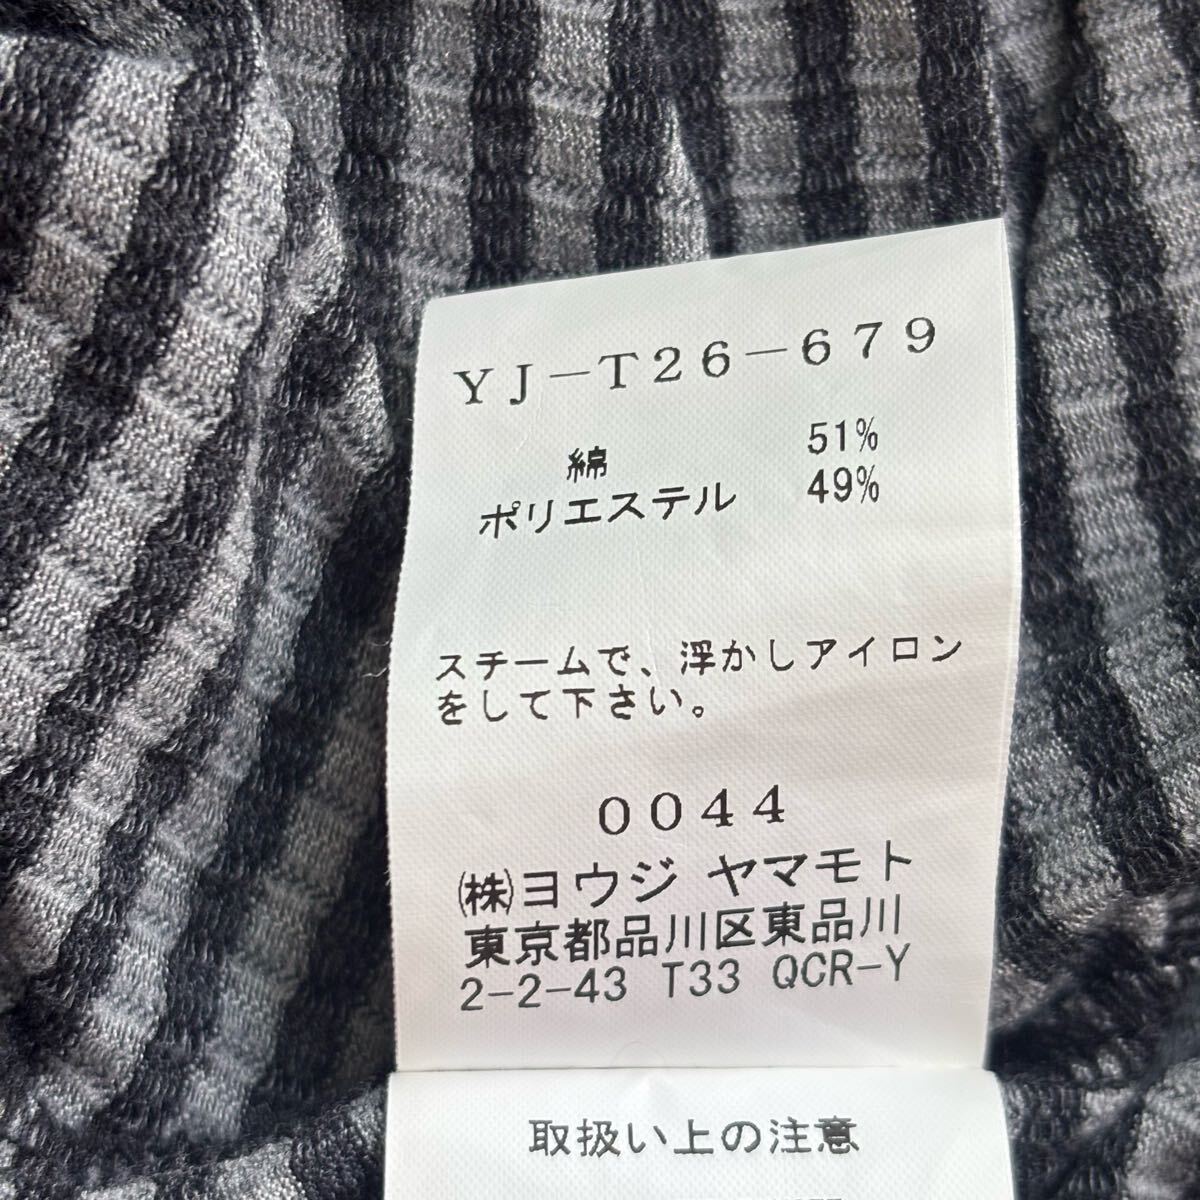 YJ－T26－679
綿 51%
ポリエステル 49%
スチームで、浮かしアイロン
をして下さい。
0044
㈱ヨウジ ヤマモト
東京都品川区東品川
2-2-43 T33 QCR-Y
取扱い上の注意